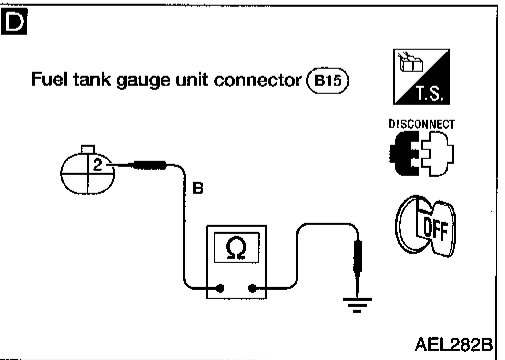 D
Fuel tank gauge unit connector B15
T.S.
DISCONNECT
2
B
OFF
Ω
AEL282B